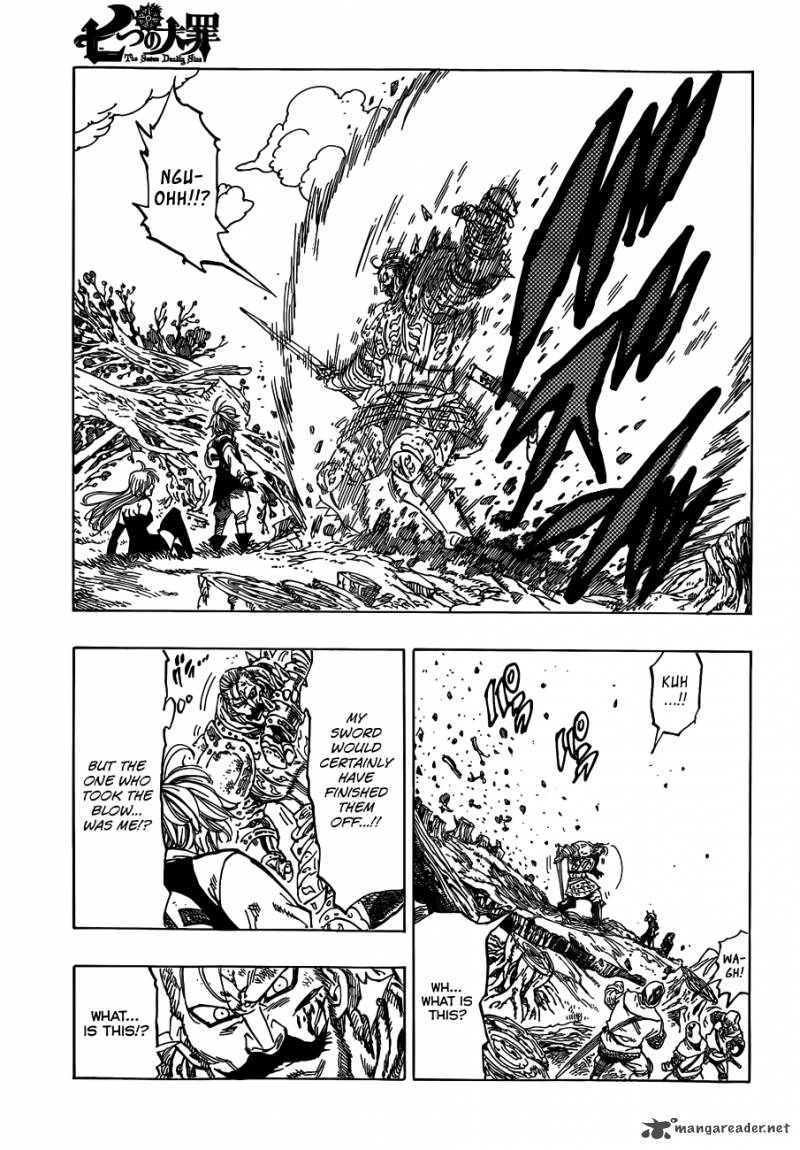 七つの大罪
The Seven Deadly Sins
NGU-
OHH!!?
KUH
...!!
WA-
GH!
WH...
WHAT IS
THIS?
MY
SWORD
WOULD
CERTAINLY
HAVE
FINISHED
THEM
OFF...!!
BUT THE
ONE WHO
TOOK THE
BLOW...
WAS ME!?
WHAT...
IS THIS!?
mangareader.net